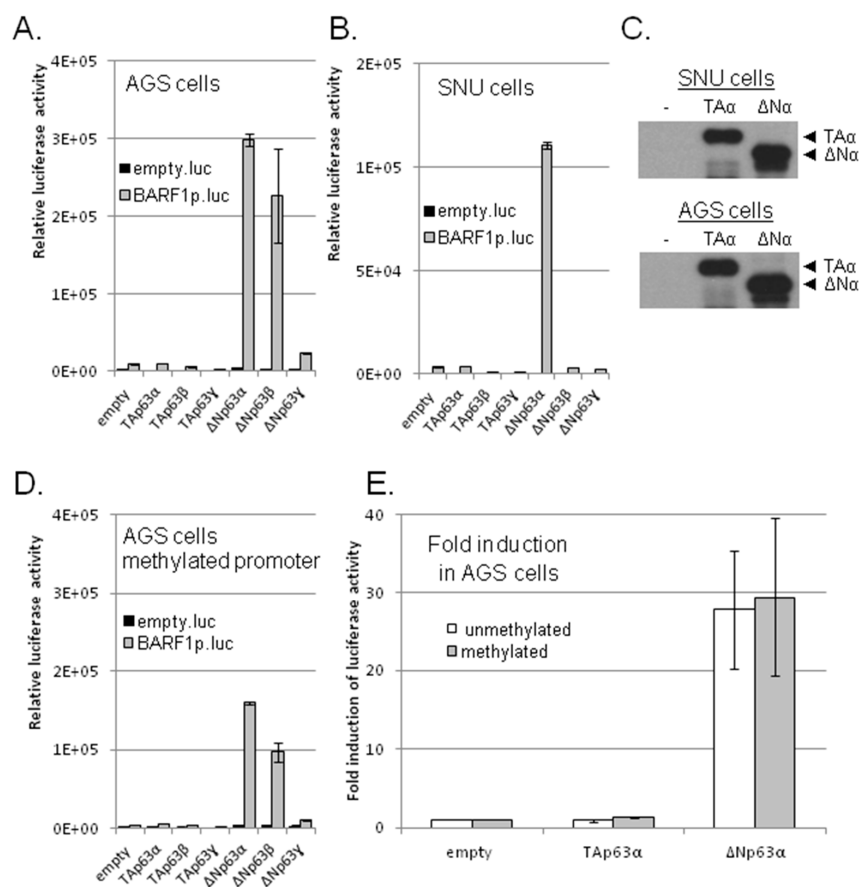 A.
Relative luciferase activity
4E+05
3E+05
2E+05
1E+05
0E+00
AGS cells
empty.luc
BARF1p.luc
empty
TAp63α
TAp63β
TAp63γ
ΔNp63α
ΔNp63β
ΔNp63γ
B.
Relative luciferase activity
2E+05
1E+05
5E+04
0E+00
SNU cells
empty.luc
BARF1p.luc
empty
TAp63α
TAp63β
TAp63γ
ΔNp63α
ΔNp63β
ΔNp63γ
C.
SNU cells
- TAα ΔNα
TAα
ΔNα
AGS cells
- TAα ΔNα
TAα
ΔNα
D.
Relative luciferase activity
4E+05
3E+05
2E+05
1E+05
0E+00
AGS cells
methylated promoter
empty.luc
BARF1p.luc
empty
TAp63α
TAp63β
TAp63γ
ΔNp63α
ΔNp63β
ΔNp63γ
E.
Fold induction of luciferase activity
40
30
20
10
0
Fold induction
in AGS cells
unmethylated
methylated
empty
TAp63α
ΔNp63α